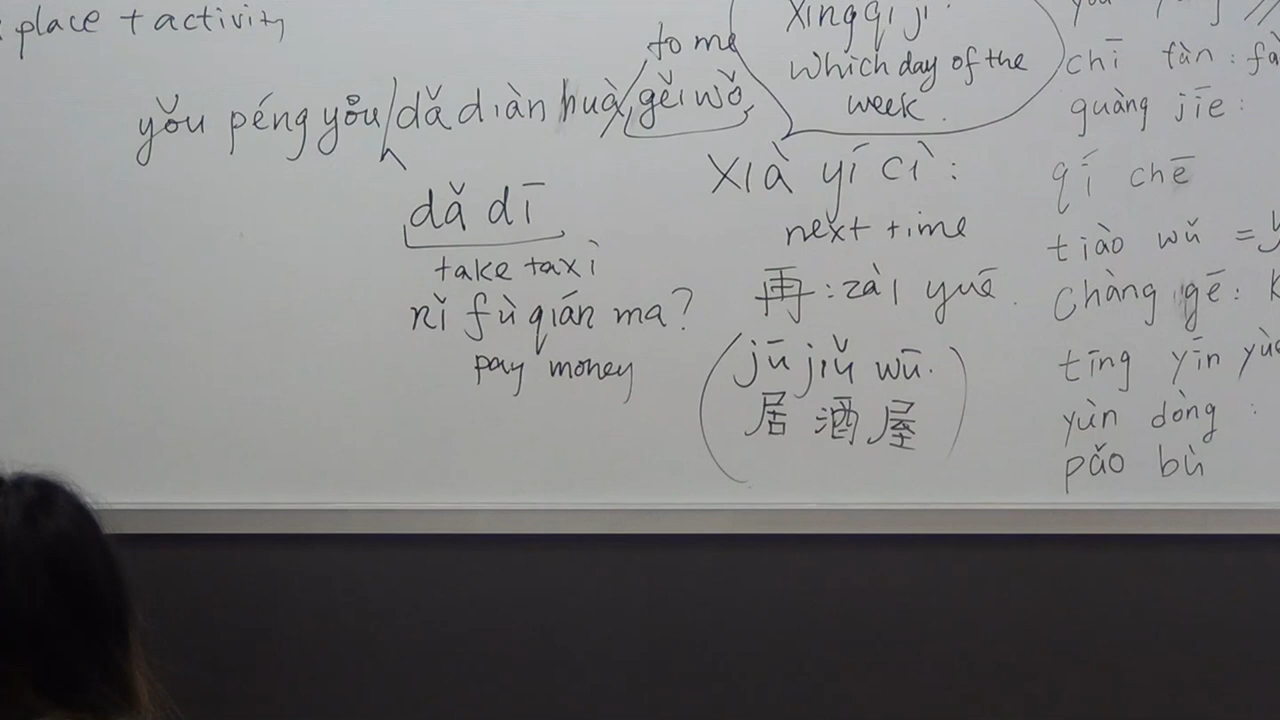 : place + activity
to me
yǒu péng yǒu / dǎ diàn huà, gěi wǒ,
dǎ dī
take taxi
nǐ fù qián ma?
pay money
xīng qī jǐ
which day of the
week.
xià yí cì:
next time
再: zài yuē.
(jū jiǔ wū.)
居酒屋
chī fàn: fà
guàng jiē:
qí chē
tiào wǔ = y
chàng gē: K
tīng yīn yuè
yùn dòng:
pǎo bù